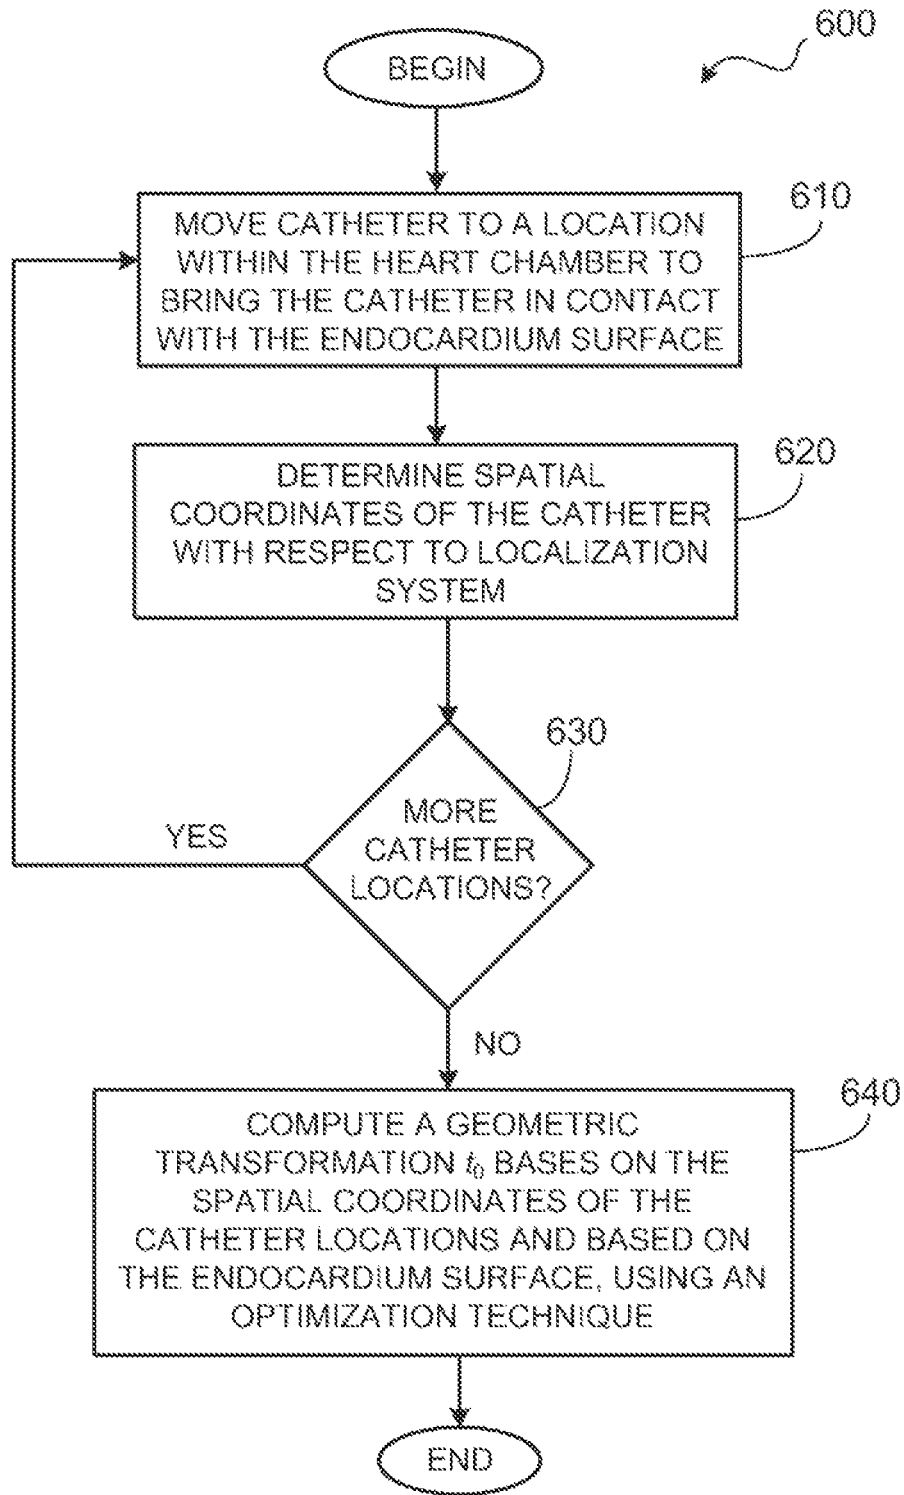 600
BEGIN
610
MOVE CATHETER TO A LOCATION
WITHIN THE HEART CHAMBER TO
BRING THE CATHETER IN CONTACT
WITH THE ENDOCARDIUM SURFACE
620
DETERMINE SPATIAL
COORDINATES OF THE CATHETER
WITH RESPECT TO LOCALIZATION
SYSTEM
630
MORE
CATHETER
LOCATIONS?
YES
NO
640
COMPUTE A GEOMETRIC
TRANSFORMATION t0 BASES ON THE
SPATIAL COORDINATES OF THE
CATHETER LOCATIONS AND BASED ON
THE ENDOCARDIUM SURFACE, USING AN
OPTIMIZATION TECHNIQUE
END